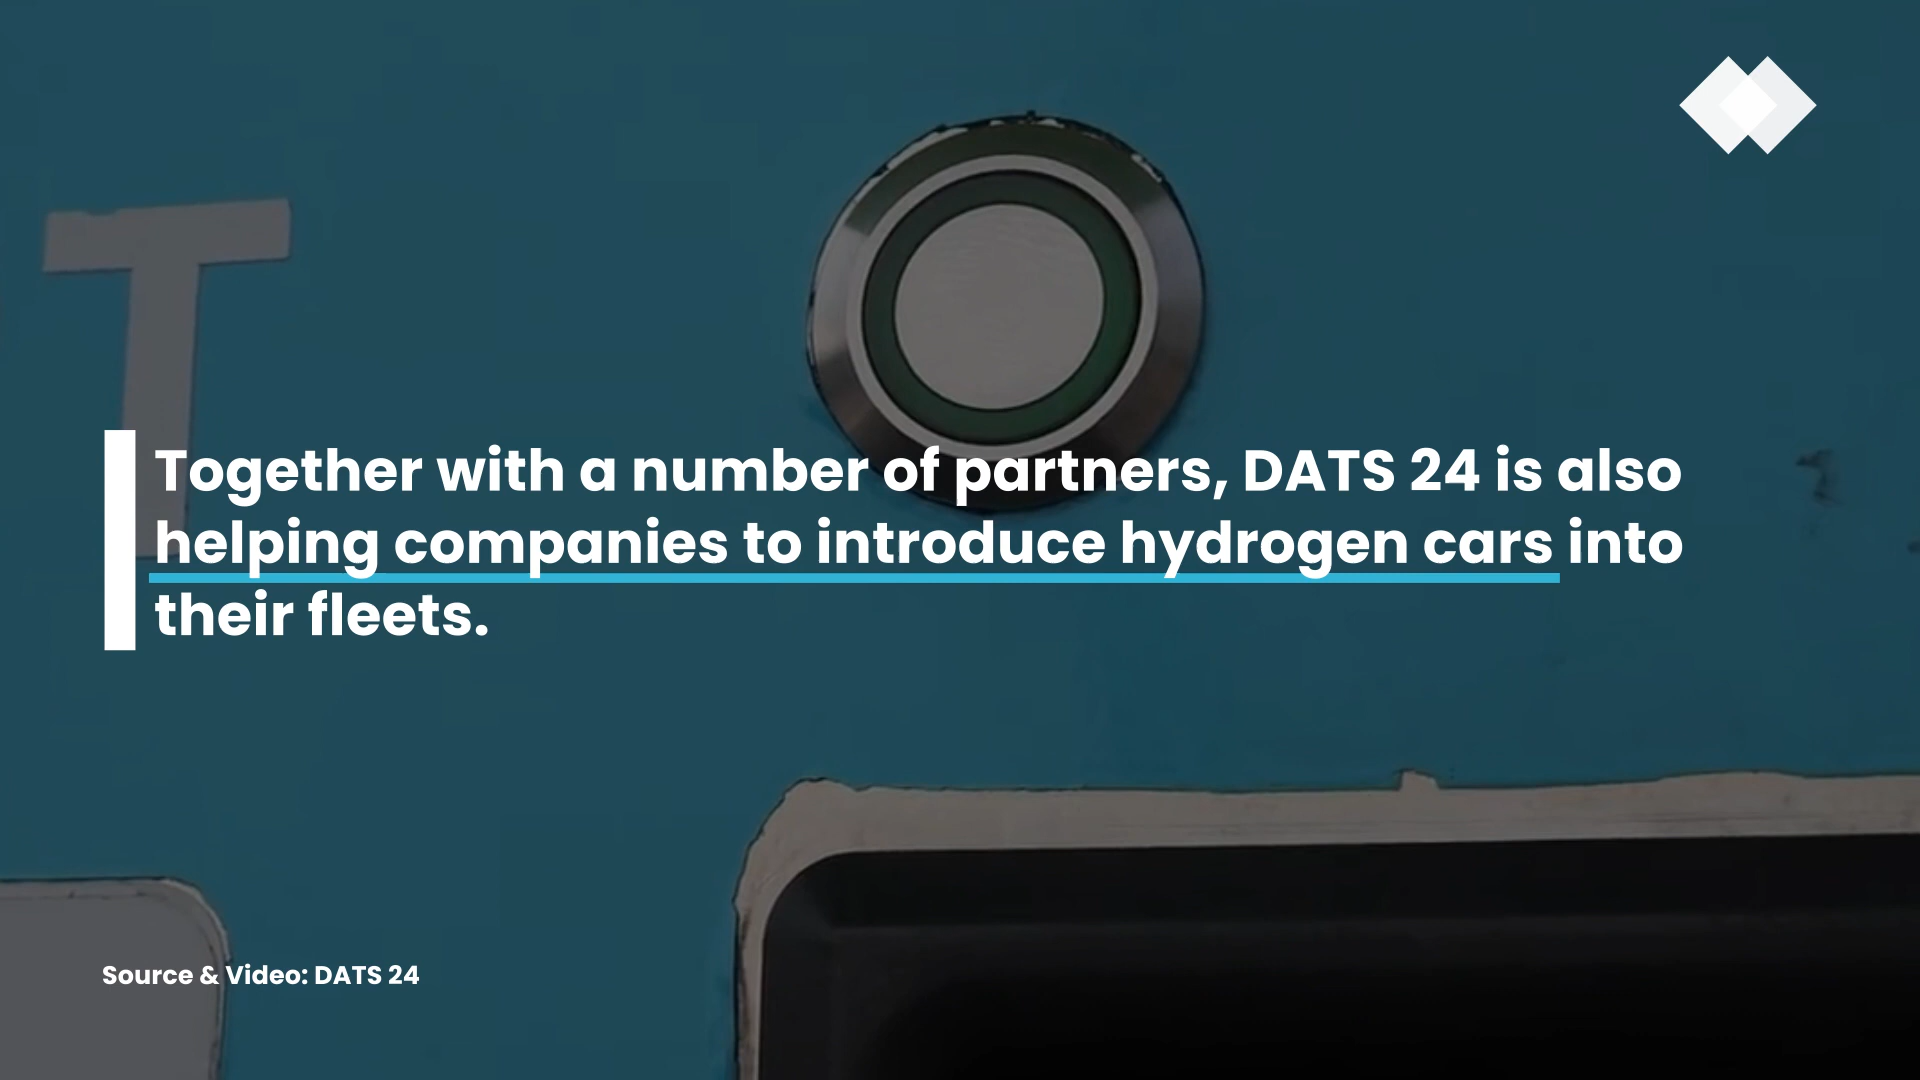 T
Together with a number of partners, DATS 24 is also
helping companies to introduce hydrogen cars into
their fleets.
Source & Video: DATS 24